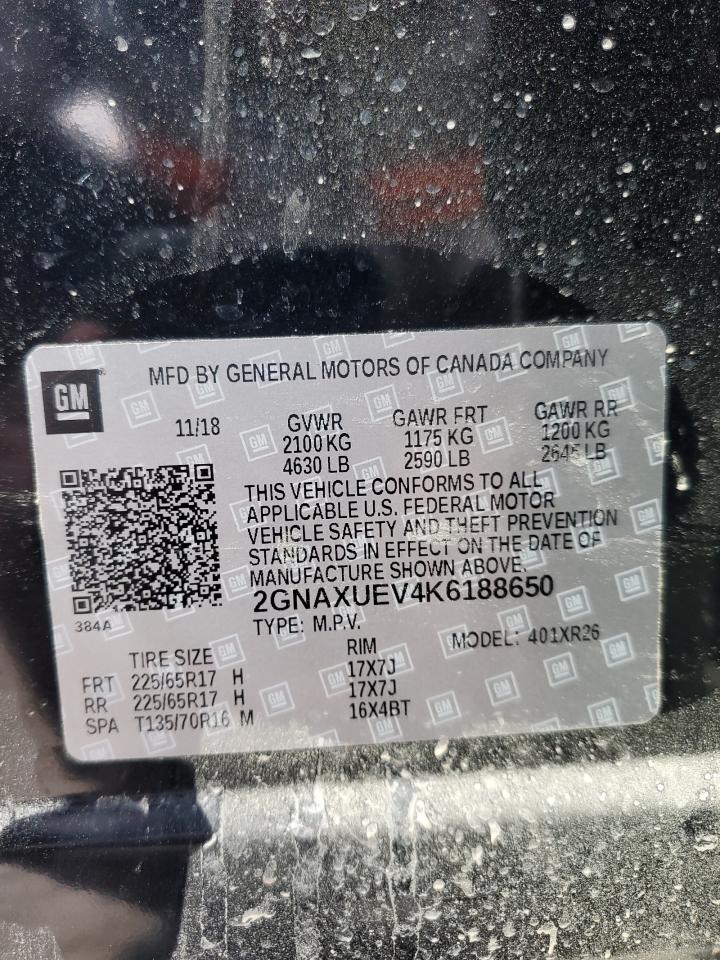 GM
MFD BY GENERAL MOTORS OF CANADA COMPANY
11/18
GVWR GAWR FRT GAWR RR
2100 KG 1175 KG 1200 KG
4630 LB 2590 LB 2645 LB
THIS VEHICLE CONFORMS TO ALL
APPLICABLE U.S. FEDERAL MOTOR
VEHICLE SAFETY AND THEFT PREVENTION
STANDARDS IN EFFECT ON THE DATE OF
MANUFACTURE SHOWN ABOVE.
2GNAXUEV4K6188650
384A
TYPE: M.P.V.
MODEL: 401XR26
TIRE SIZE RIM
FRT 225/65R17 H 17X7J
RR 225/65R17 H 17X7J
SPA T135/70R16 M 16X4BT